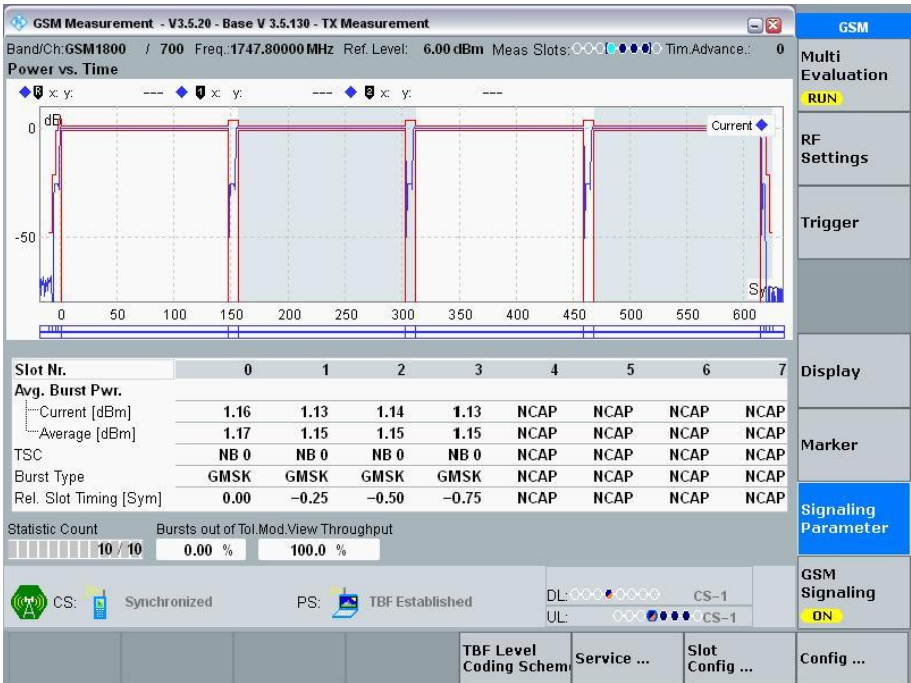 GSM Measurement - V3.5.20 - Base V 3.5.130 - TX Measurement
GSM
Band/Ch:GSM1800 / 700 Freq.:1747.80000 MHz Ref. Level: 6.00 dBm Meas Slots: Tim.Advance.: 0
Power vs. Time
Multi Evaluation
RUN
R x: y: --- 1 x: y: --- 2 x: y: ---
dB
Current
0
-50
Sym
0 50 100 150 200 250 300 350 400 450 500 550 600
RF Settings
Trigger
Slot Nr. 0 1 2 3 4 5 6 7
Avg. Burst Pwr.
Current [dBm] 1.16 1.13 1.14 1.13 NCAP NCAP NCAP NCAP
Average [dBm] 1.17 1.15 1.15 1.15 NCAP NCAP NCAP NCAP
TSC NB 0 NB 0 NB 0 NB 0 NCAP NCAP NCAP NCAP
Burst Type GMSK GMSK GMSK GMSK NCAP NCAP NCAP NCAP
Rel. Slot Timing [Sym] 0.00 −0.25 −0.50 −0.75 NCAP NCAP NCAP NCAP
Display
Marker
Signaling Parameter
Statistic Count Bursts out of Tol. Mod.View Throughput
10 / 10 0.00 % 100.0 %
CS: Synchronized PS: TBF Established DL: CS−1
UL: CS−1
GSM Signaling
ON
TBF Level
Coding Schem
Service ...
Slot
Config ...
Config ...